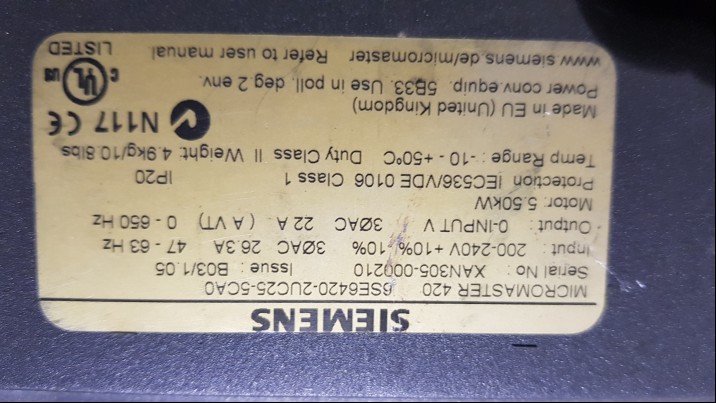 SIEMENS
MICROMASTER 420 6SE6420-2UC25-5CA0
Serial No : XAN305-000210 Issue : B03/1.05
Input : 200-240V +10% -10% 26.3A 3ØAC 47 - 63 Hz
Output : 0-INPUT V 3ØAC 22 A ( A VT) 0 - 650 Hz
Motor 5.50kW
Protection IEC536/VDE 0106 Class 1 IP20
Temp Range : -10 - +50°C Duty Class II Weight: 4.9kg/10.8lbs
Made in EU (United Kingdom) N117 CE
Power conv.equip. 5B33. Use in poll. deg.2 env.
www.siemens.de/micromaster Refer to user manual
C UL US
LISTED